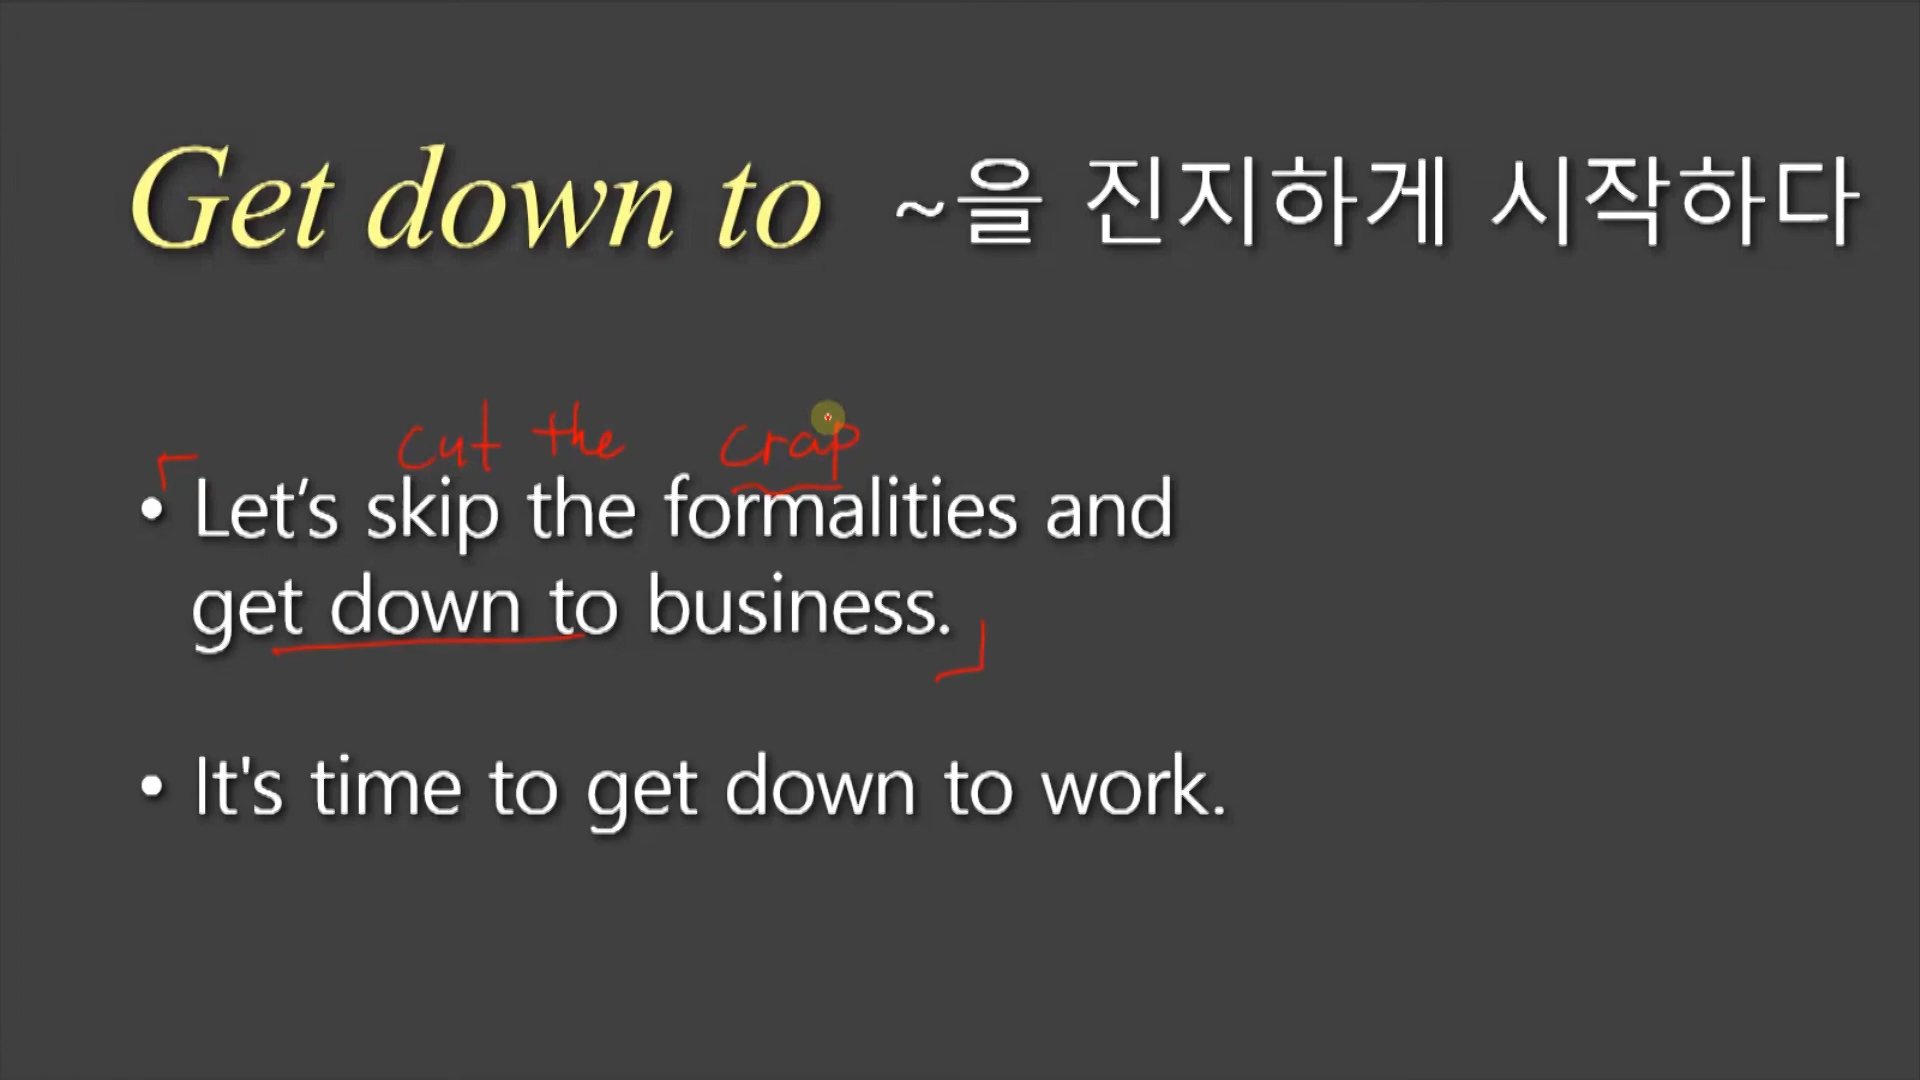 Get down to ~을 진지하게 시작하다
cut the crap
• Let’s skip the formalities and
get down to business.
• It's time to get down to work.